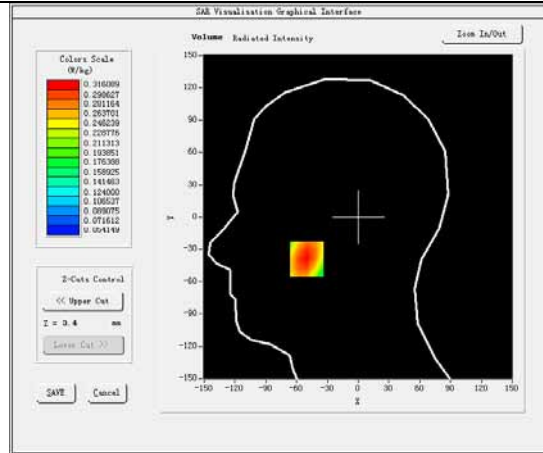 SAR Visualisation Graphical Interface
Volume Radiated Intensity
Zoom In/Out
Colors Scale
(W/kg)
0.316089
0.298627
0.281164
0.263701
0.246239
0.228776
0.211313
0.193851
0.176388
0.158925
0.141463
0.124000
0.106537
0.089075
0.071612
0.054149
Z-Cuts Control
<< Upper Cut
Z = 3.4 mm
Lower Cut >>
SAVE Cancel
150
120
90
60
30
0
-30
-60
-90
-120
-150
Y
-150 -120 -90 -60 -30 0 30 60 90 120 150
X